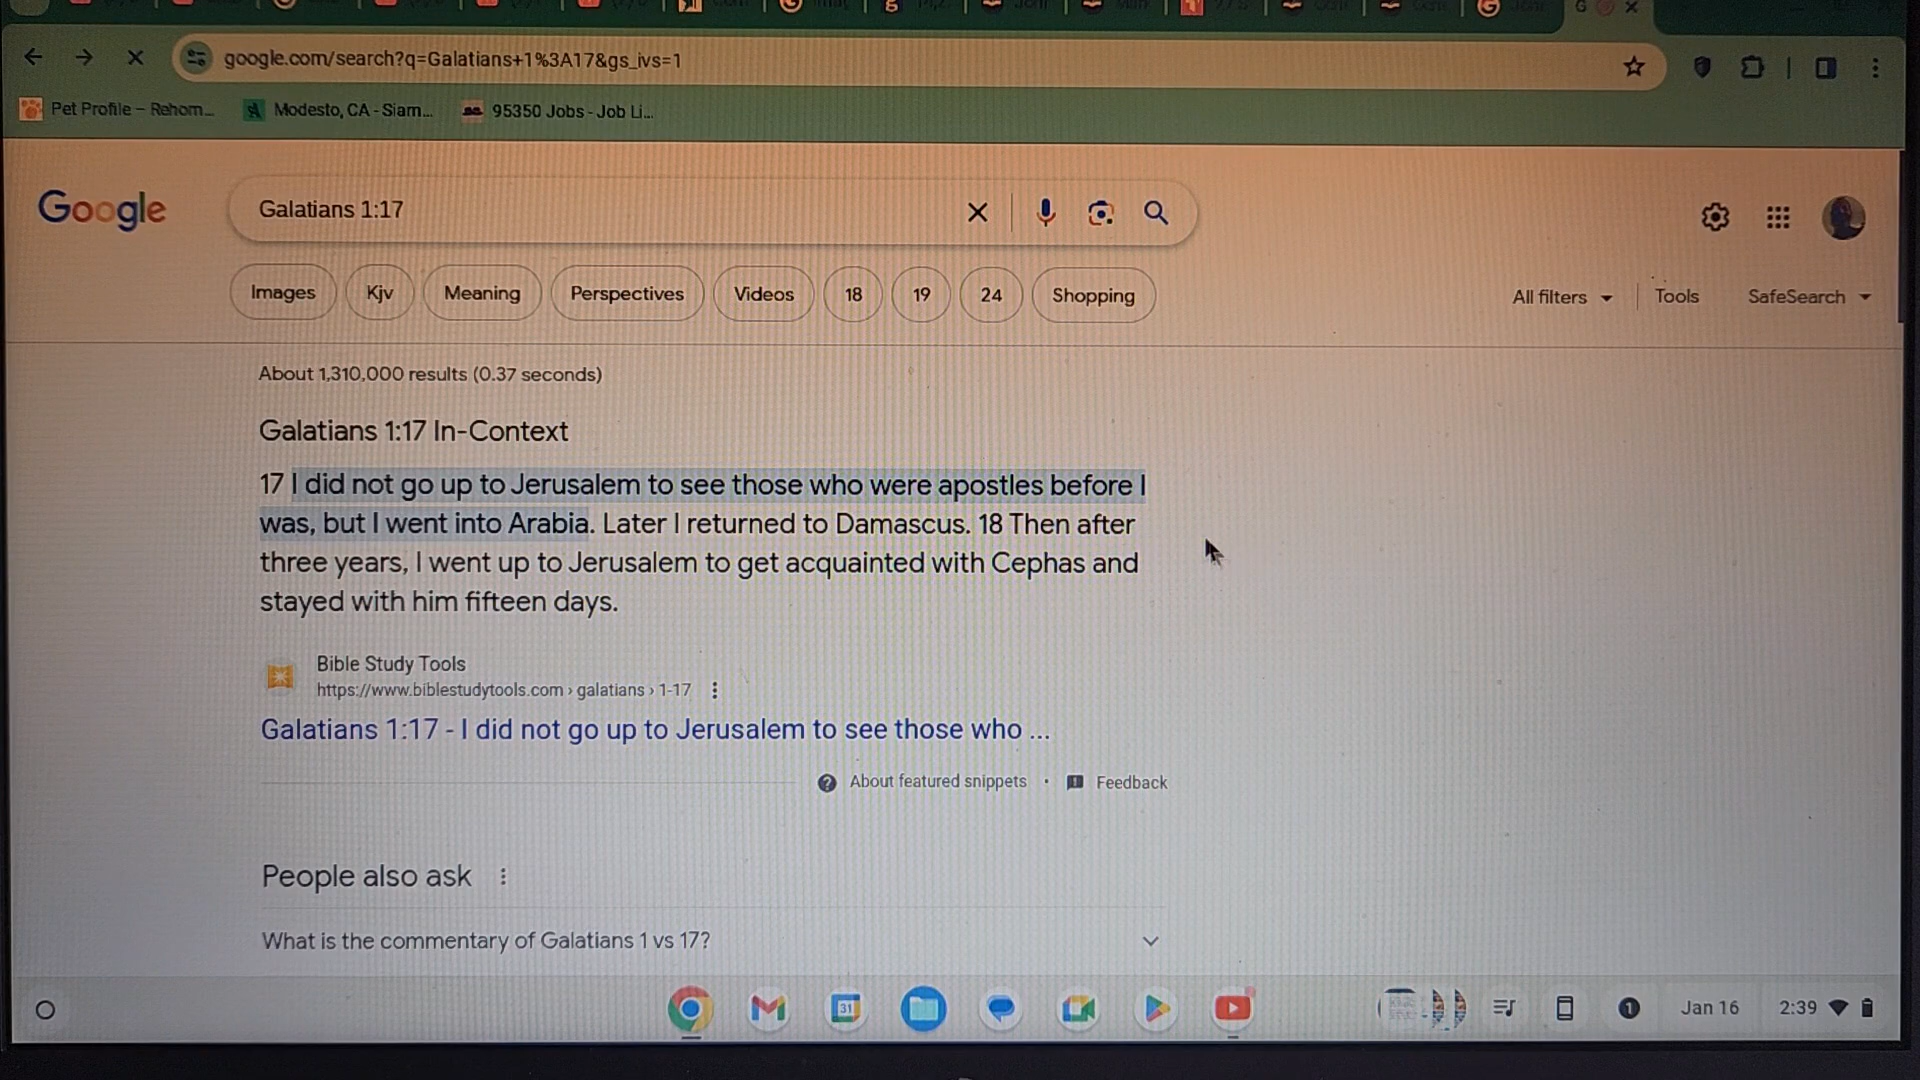 google.com/search?q=Galatians+1%3A17&gs_ivs=1
Pet Profile – Rehom... Modesto, CA - Siam... 95350 Jobs - Job Li...
Google Galatians 1:17
Images Kjv Meaning Perspectives Videos 18 19 24 Shopping All filters Tools SafeSearch
About 1,310,000 results (0.37 seconds)
Galatians 1:17 In-Context
17 I did not go up to Jerusalem to see those who were apostles before I
was, but I went into Arabia. Later I returned to Damascus. 18 Then after
three years, I went up to Jerusalem to get acquainted with Cephas and
stayed with him fifteen days.
Bible Study Tools
https://www.biblestudytools.com › galatians › 1-17
Galatians 1:17 - I did not go up to Jerusalem to see those who ...
About featured snippets • Feedback
People also ask
What is the commentary of Galatians 1 vs 17?
31 1 Jan 16 2:39